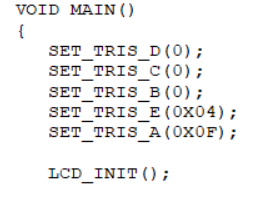 VOID MAIN()
{
SET_TRIS_D(0);
SET_TRIS_C(0);
SET_TRIS_B(0);
SET_TRIS_E(0X04);
SET_TRIS_A(0X0F);
LCD_INIT();